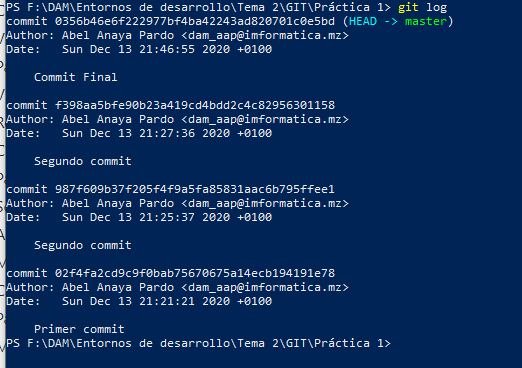 PS F:\DAM\Entornos de desarrollo\Tema 2\GIT\Práctica 1> git log
commit 0356b46e6f222977bf4ba42243ad820701c0e5bd (HEAD -> master)
Author: Abel Anaya Pardo <dam_aap@imformatica.mz>
Date:   Sun Dec 13 21:46:55 2020 +0100
Commit Final
commit f398aa5bfe90b23a419cd4bdd2c4c82956301158
Author: Abel Anaya Pardo <dam_aap@imformatica.mz>
Date:   Sun Dec 13 21:27:36 2020 +0100
Segundo commit
commit 987f609b37f205f4f9a5fa85831aac6b795ffee1
Author: Abel Anaya Pardo <dam_aap@imformatica.mz>
Date:   Sun Dec 13 21:25:37 2020 +0100
Segundo commit
commit 02f4fa2cd9c9f0bab75670675a14ecb194191e78
Author: Abel Anaya Pardo <dam_aap@imformatica.mz>
Date:   Sun Dec 13 21:21:21 2020 +0100
Primer commit
PS F:\DAM\Entornos de desarrollo\Tema 2\GIT\Práctica 1>